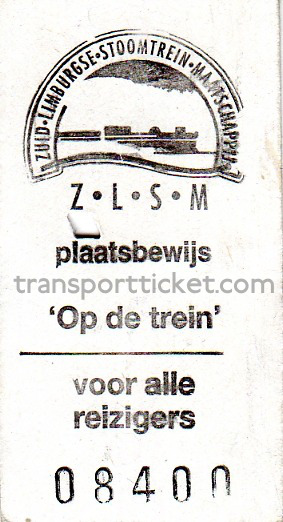 ZUID·LIMBURGSE·STOOMTREIN·MAATSCHAPPIJ
Z·L·S·M
plaatsbewijs
transportticket.com
‘Op de trein’
voor alle
reizigers
08400